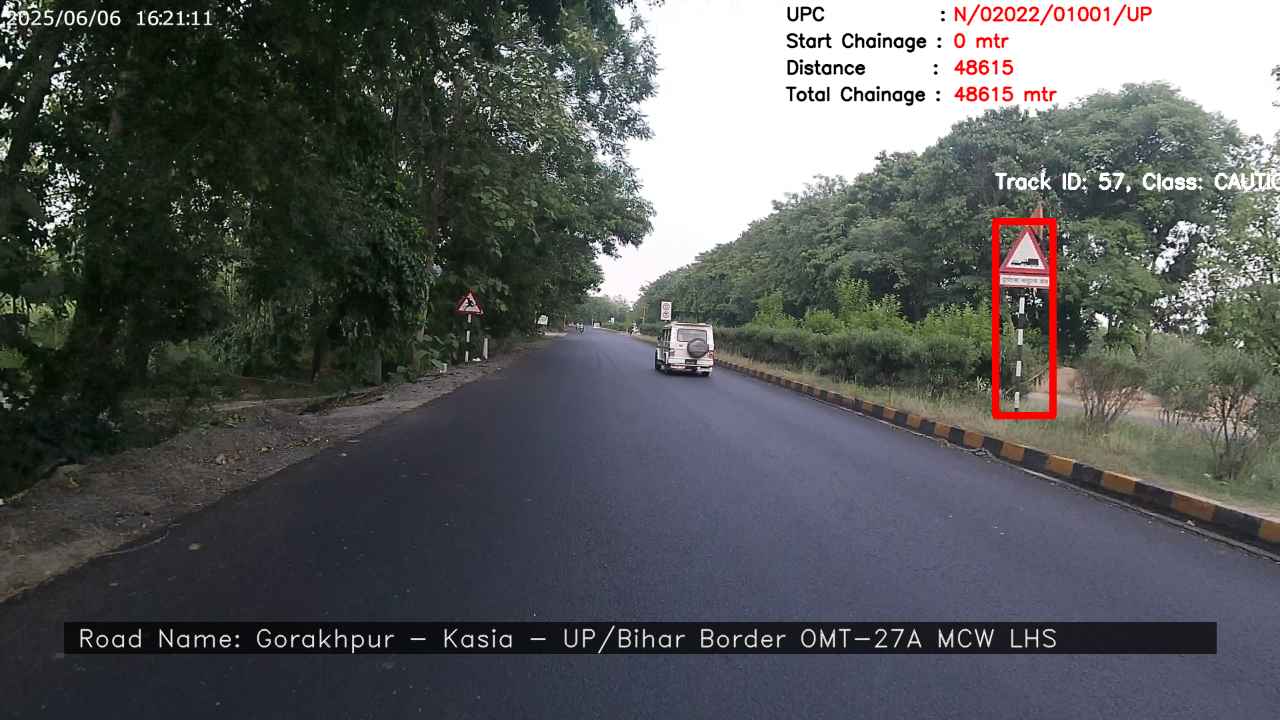 2025/06/06 16:21:11
UPC : N/02022/01001/UP
Start Chainage : 0 mtr
Distance : 48615
Total Chainage : 48615 mtr
Track ID: 57, Class: CAUTIO
Road Name: Gorakhpur - Kasia - UP/Bihar Border OMT-27A MCW LHS